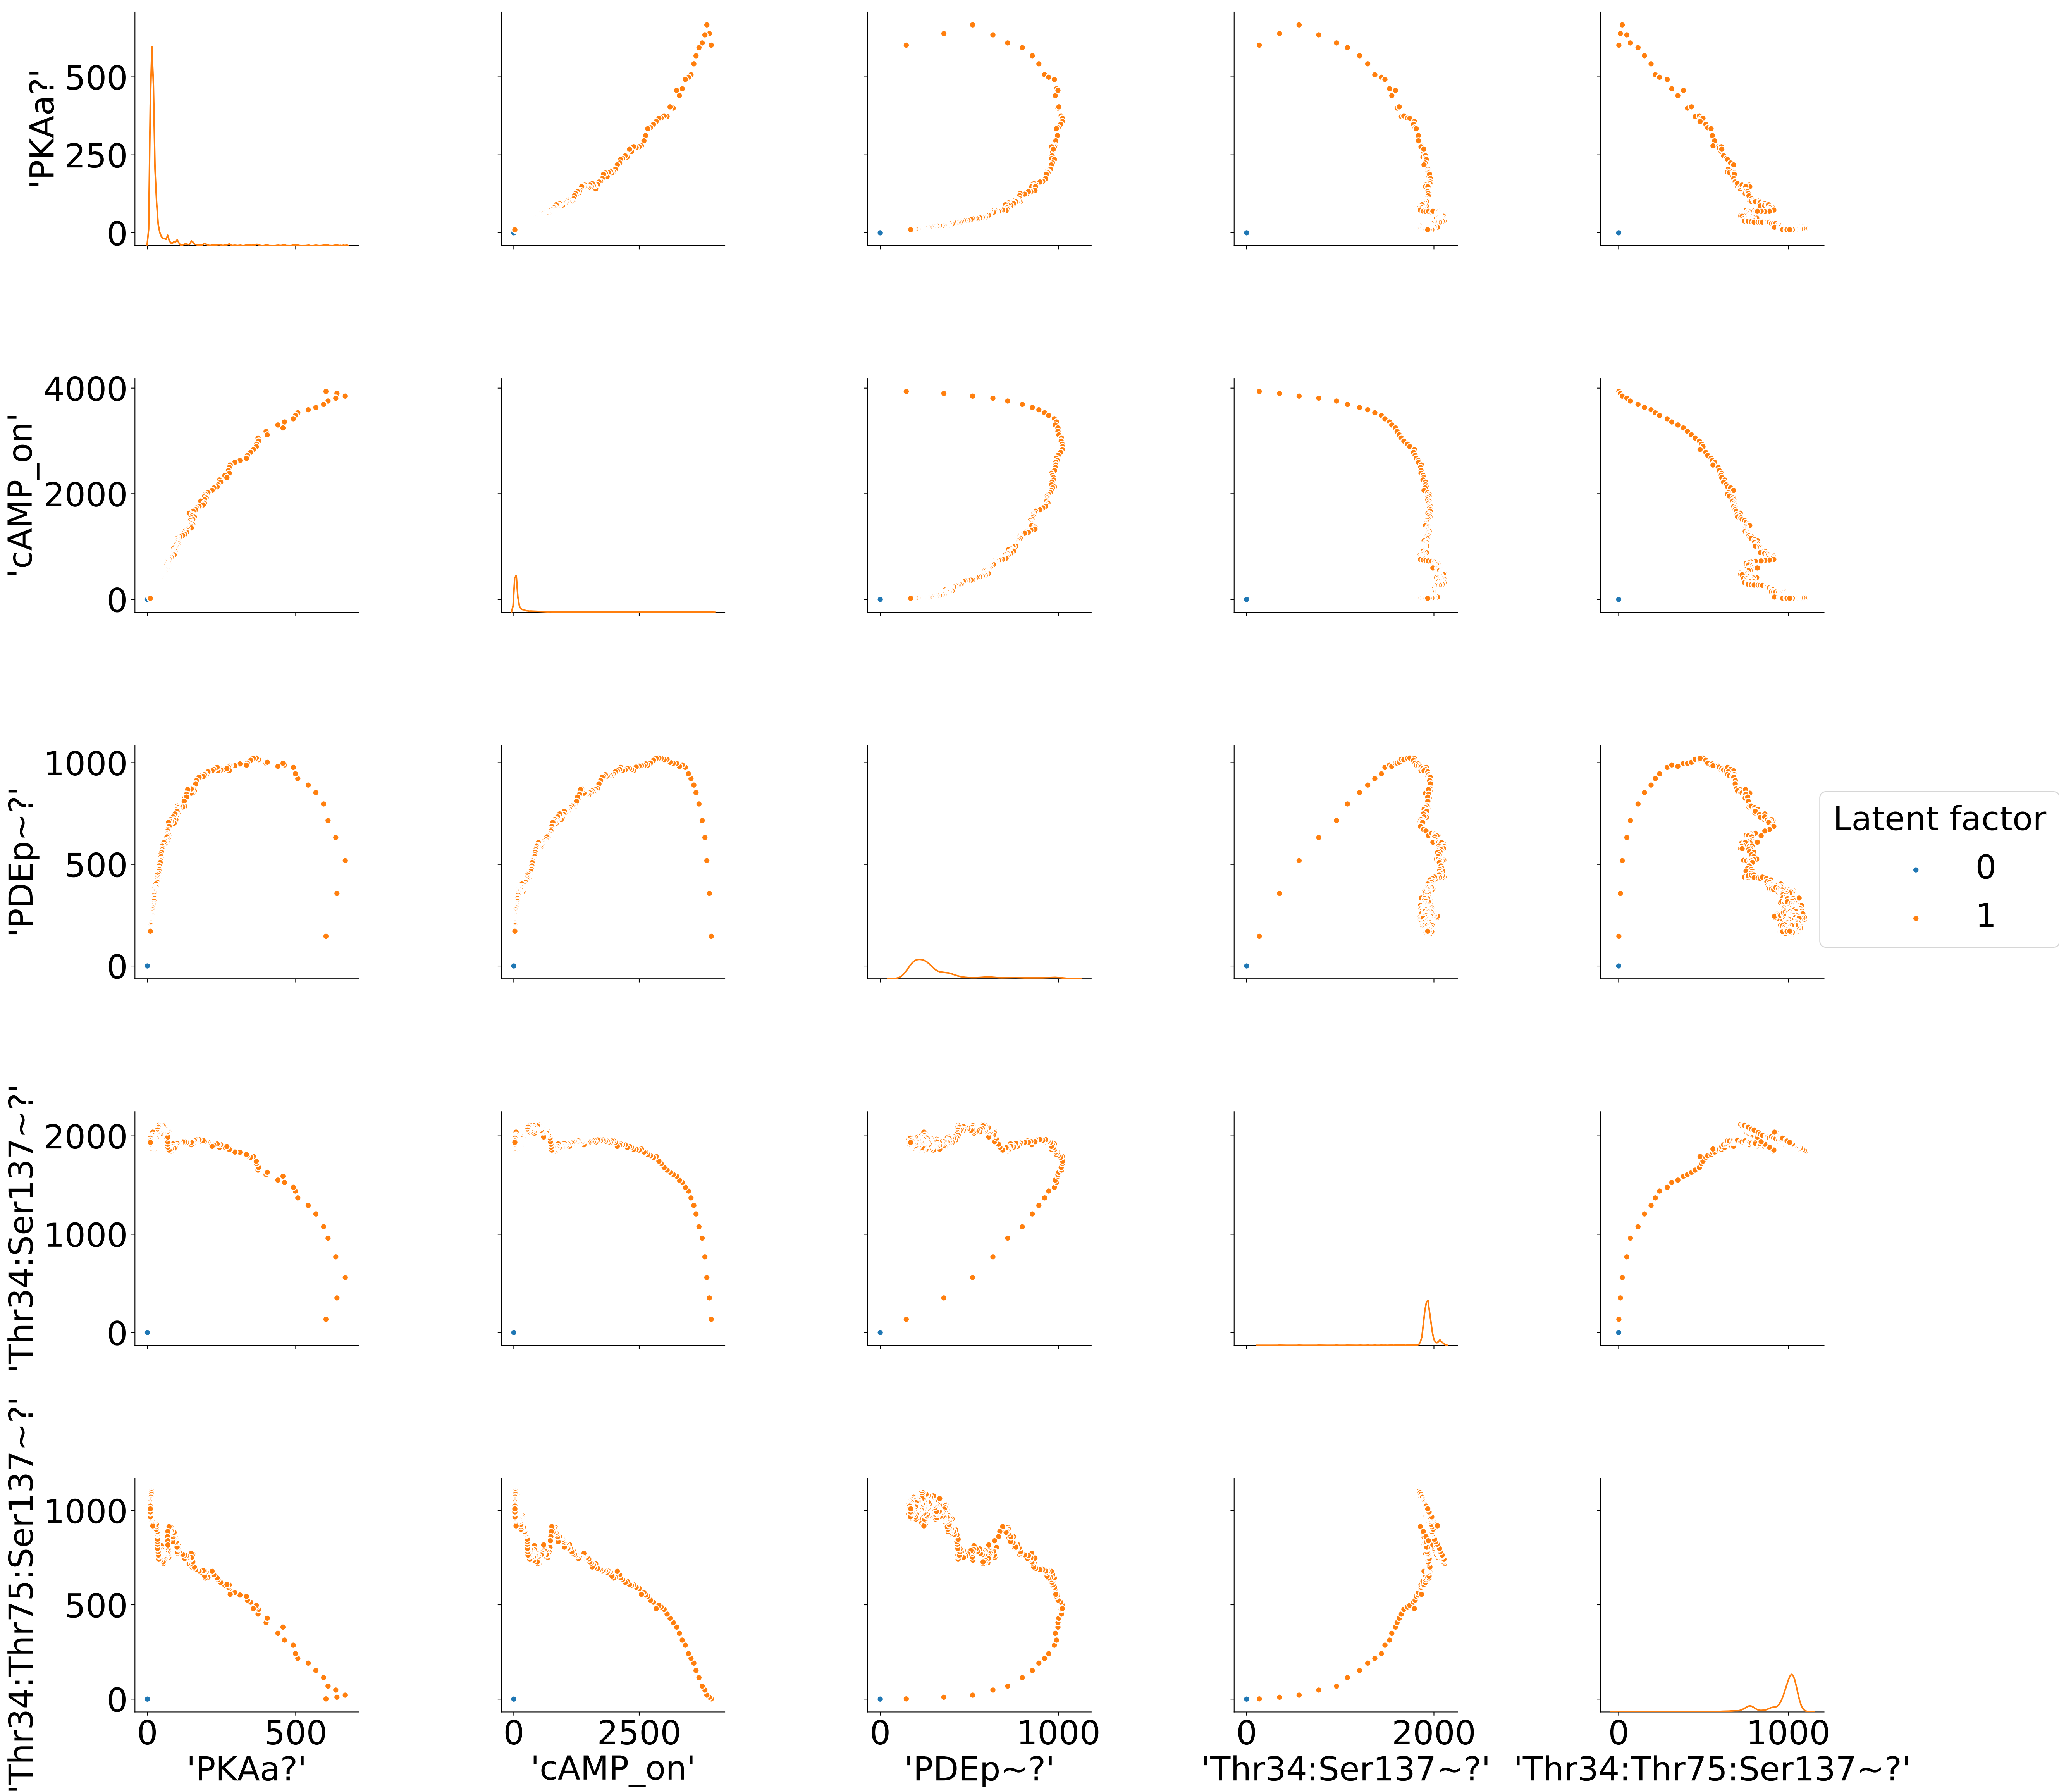 'PKAa?'
500
250
0
'cAMP_on'
4000
2000
0
'PDEp~?'
1000
500
0
Latent factor
0
1
'Thr34:Ser137~?'
2000
1000
0
'Thr34:Thr75:Ser137~?'
1000
500
0
0 500 0 2500 0 1000 0 2000 0 1000
'PKAa?' 'cAMP_on' 'PDEp~?' 'Thr34:Ser137~?' 'Thr34:Thr75:Ser137~?'